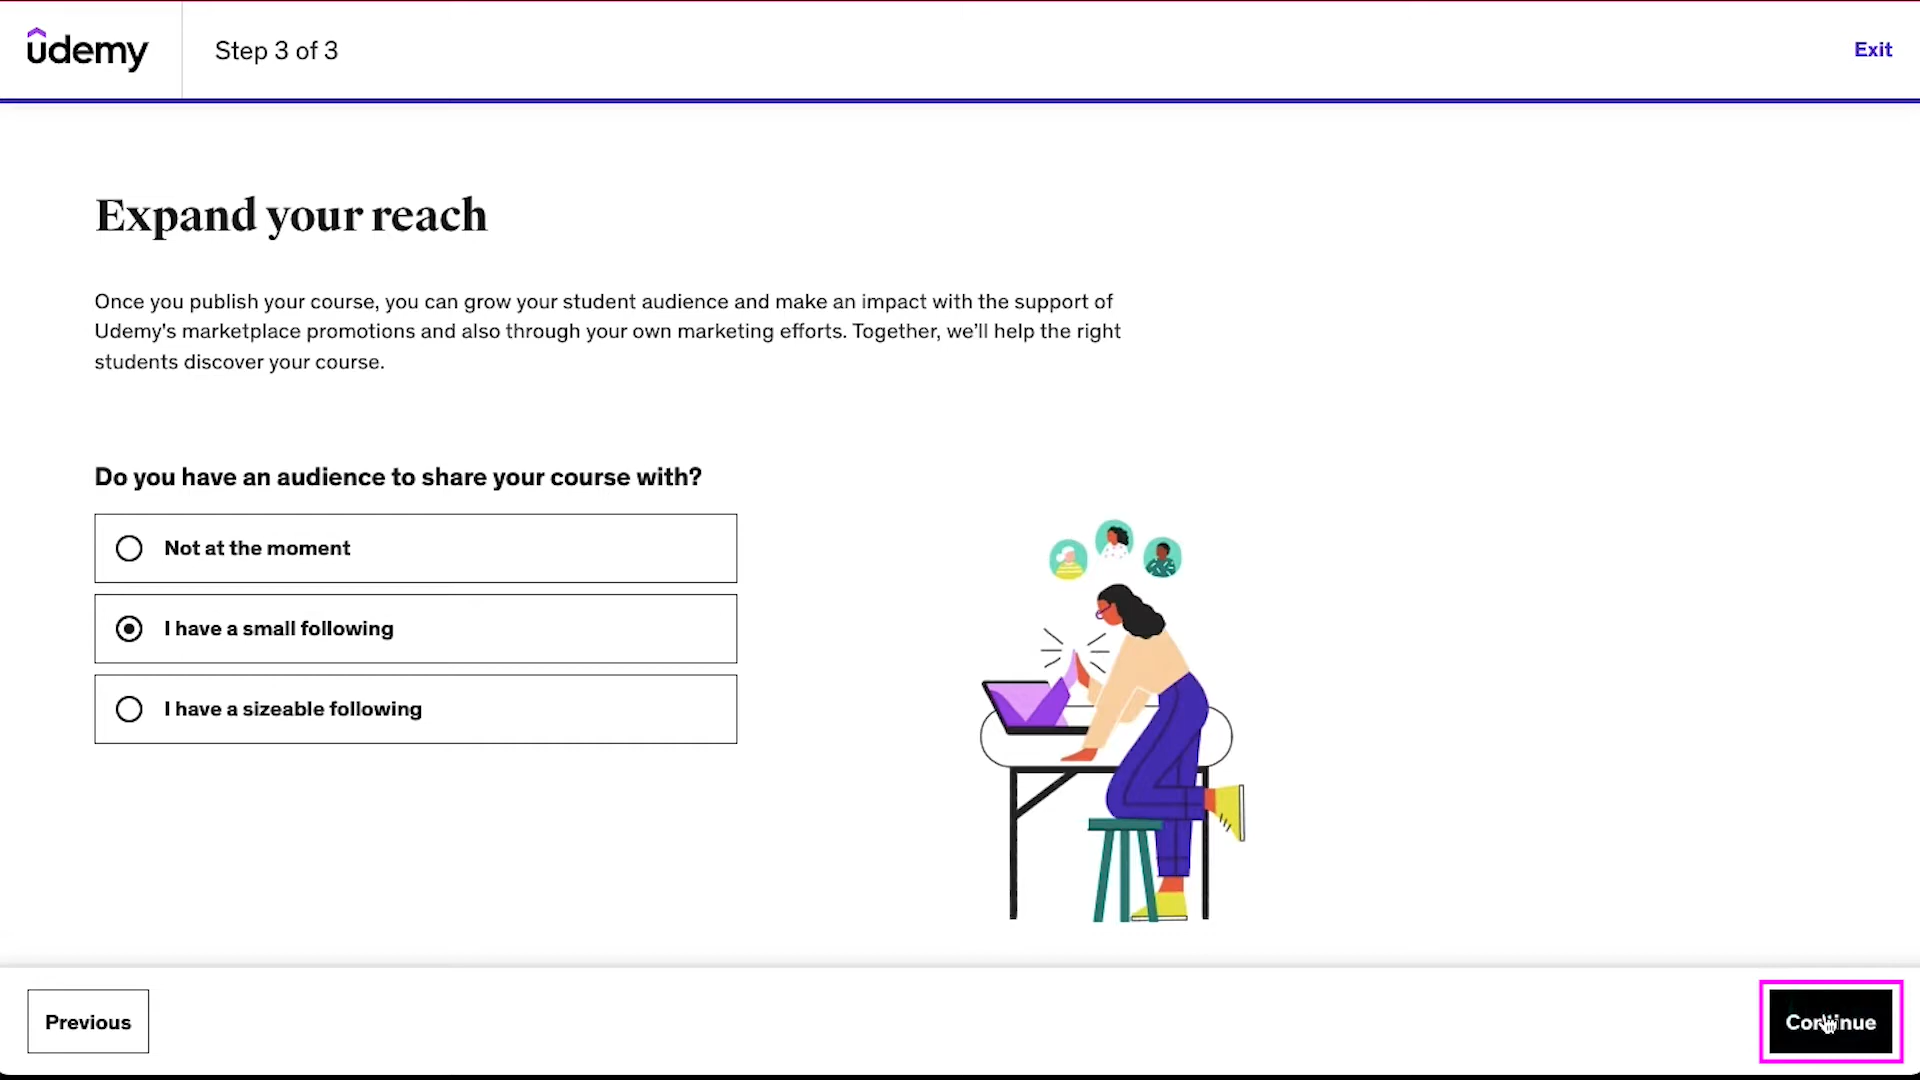 udemy
Step 3 of 3
Exit
Expand your reach
Once you publish your course, you can grow your student audience and make an impact with the support of
Udemy's marketplace promotions and also through your own marketing efforts. Together, we'll help the right
students discover your course.
Do you have an audience to share your course with?
Not at the moment
I have a small following
I have a sizeable following
Previous
Continue